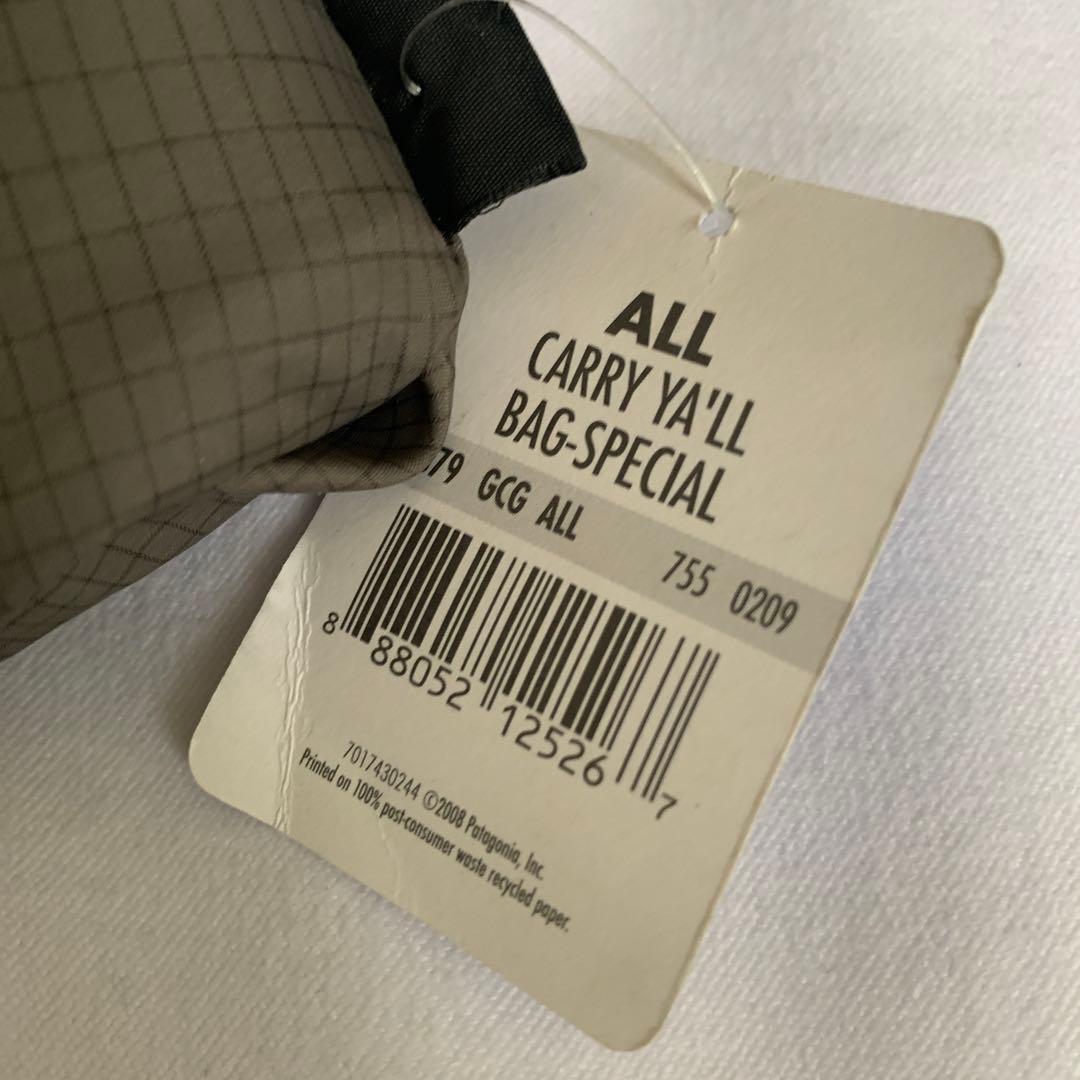 ALL
CARRY YA'LL
BAG-SPECIAL
79 GCG ALL 755 0209
8 88052 12526 7
7017430244 ©2008 Patagonia, Inc.
Printed on 100% post-consumer waste recycled paper.